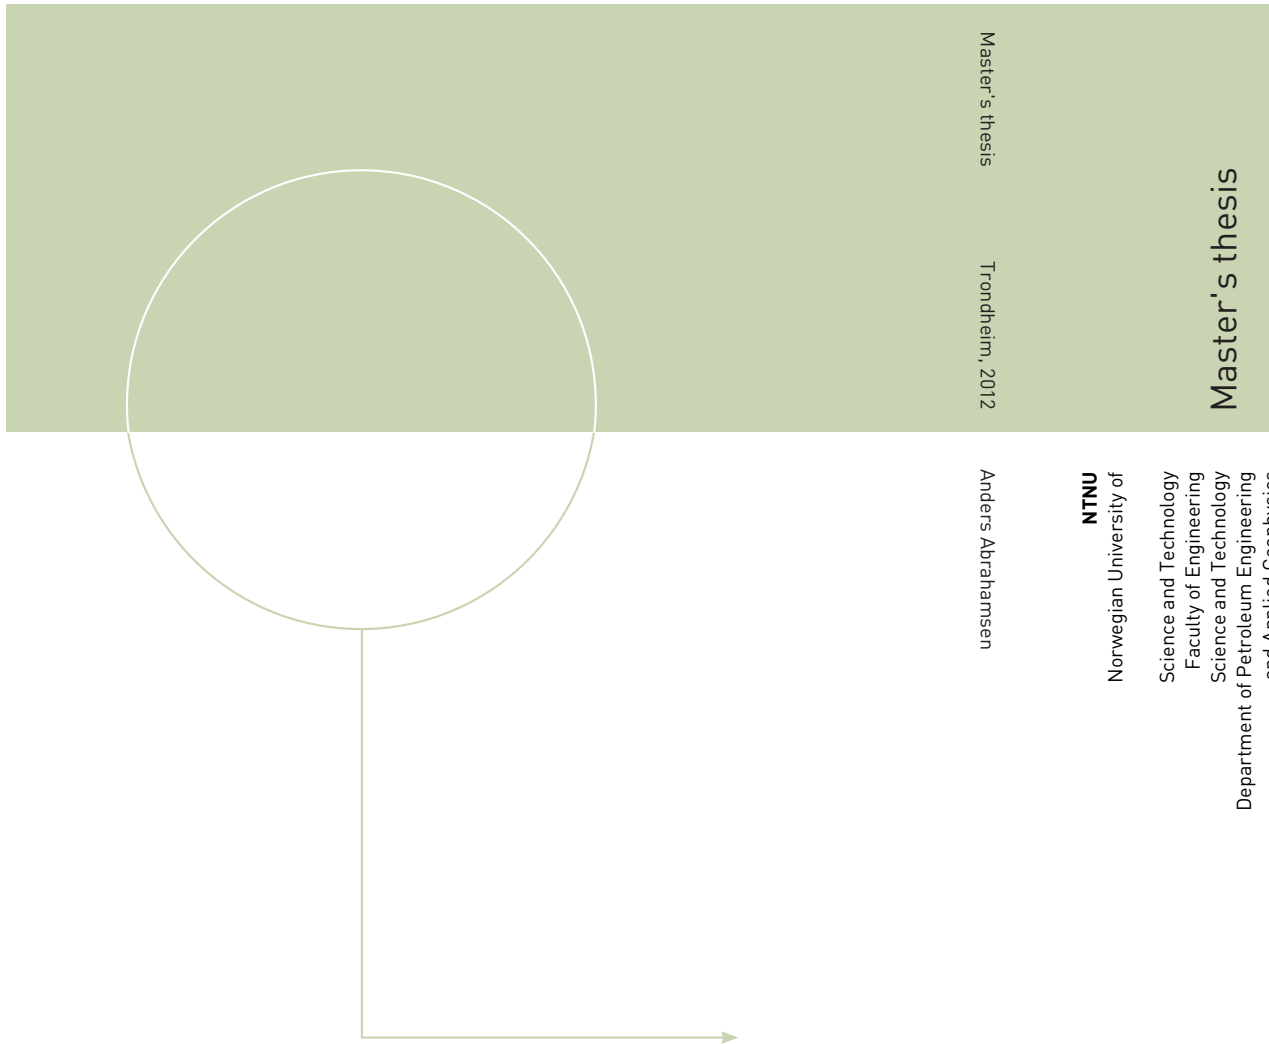 Master's thesis
Trondheim, 2012
Anders Abrahamsen
Master's thesis
NTNU
Norwegian University of
Science and Technology
Faculty of Engineering
Science and Technology
Department of Petroleum Engineering